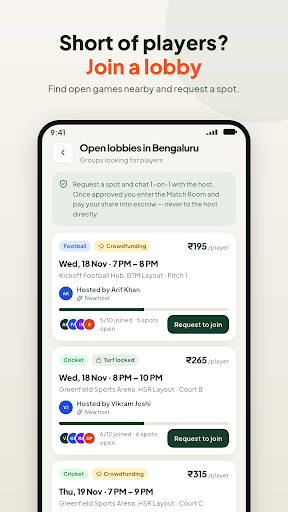 Short of players?
Join a lobby
Find open games nearby and request a spot.
9:41
Open lobbies in Bengaluru
Groups looking for players
Request a spot and chat 1-on-1 with the host.
Once approved you enter the Match Room and
pay your share into escrow — never to the host
directly.
Football Crowdfunding ₹195 /player
Wed, 18 Nov · 7 PM – 8 PM
Kickoff Football Hub, BTM Layout · Pitch 1
AK Hosted by Arif Khan
New host
5/10 joined · 5 spots
open
Request to join
Cricket Turf locked ₹265 /player
Wed, 18 Nov · 8 PM – 10 PM
Greenfield Sports Arena, HSR Layout · Court B
VJ Hosted by Vikram Joshi
New host
SP 6/12 joined · 6 spots
open
Request to join
Cricket Crowdfunding ₹315 /player
Thu, 19 Nov · 7 PM – 9 PM
Greenfield Sports Arena, HSR Layout · Court C